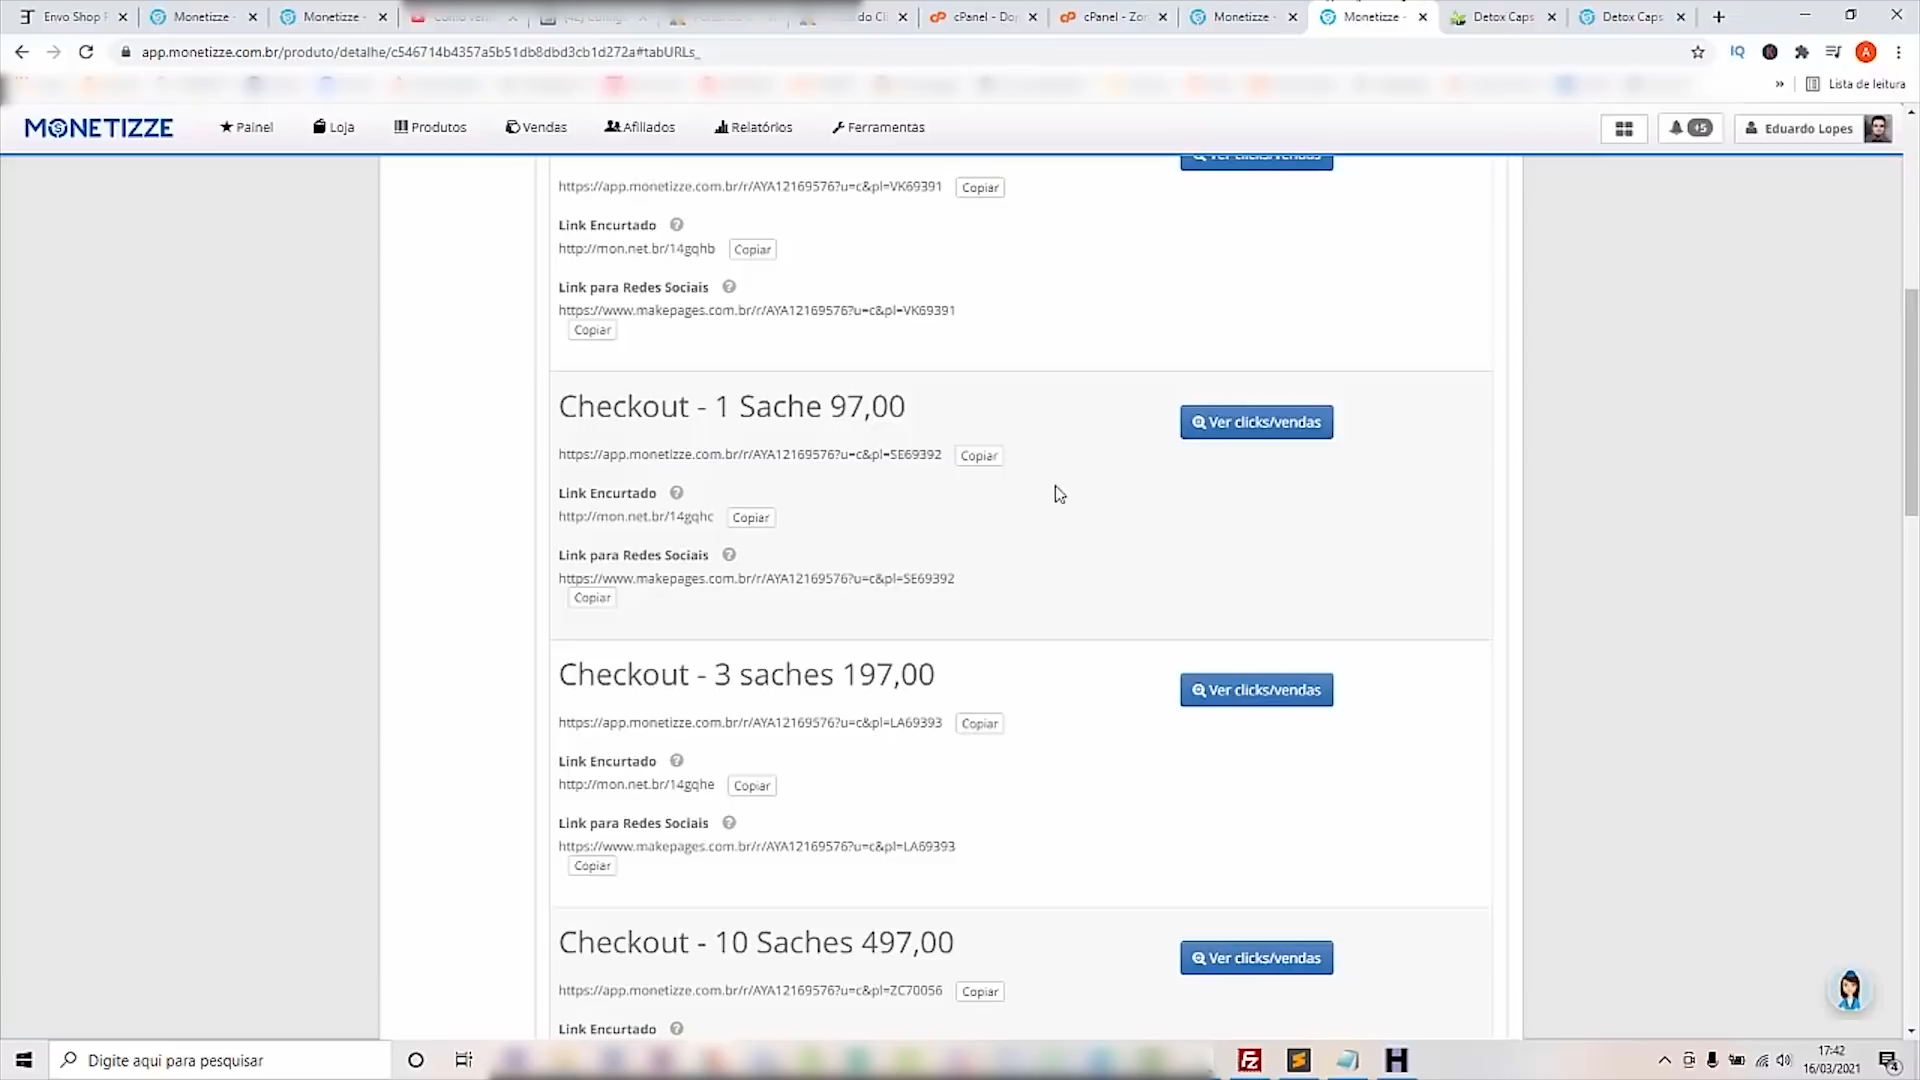 Envo Shop
Monetizze -
Monetizze -
do Cli
cPanel - Do
cPanel - Zo
Monetizze -
Monetizze -
Detox Caps
Detox Caps
app.monetizze.com.br/produto/detalhe/c546714b4357a5b51db8dbd3cb1d272a#tabURLs_
IQ
A
» Lista de leitura
MONETIZZE
Painel
Loja
Produtos
Vendas
Afiliados
Relatórios
Ferramentas
+5
Eduardo Lopes
Ver clicks/vendas
https://app.monetizze.com.br/r/AYA12169576?u=c&pl=VK69391 Copiar
Link Encurtado
http://mon.net.br/14gqhb Copiar
Link para Redes Sociais
https://www.makepages.com.br/r/AYA12169576?u=c&pl=VK69391
Copiar
Checkout - 1 Sache 97,00
Ver clicks/vendas
https://app.monetizze.com.br/r/AYA12169576?u=c&pl=SE69392 Copiar
Link Encurtado
http://mon.net.br/14gqhc Copiar
Link para Redes Sociais
https://www.makepages.com.br/r/AYA12169576?u=c&pl=SE69392
Copiar
Checkout - 3 saches 197,00
Ver clicks/vendas
https://app.monetizze.com.br/r/AYA12169576?u=c&pl=LA69393 Copiar
Link Encurtado
http://mon.net.br/14gqhe Copiar
Link para Redes Sociais
https://www.makepages.com.br/r/AYA12169576?u=c&pl=LA69393
Copiar
Checkout - 10 Saches 497,00
Ver clicks/vendas
https://app.monetizze.com.br/r/AYA12169576?u=c&pl=ZC70056 Copiar
Link Encurtado
Digite aqui para pesquisar
17:42
16/03/2021
4